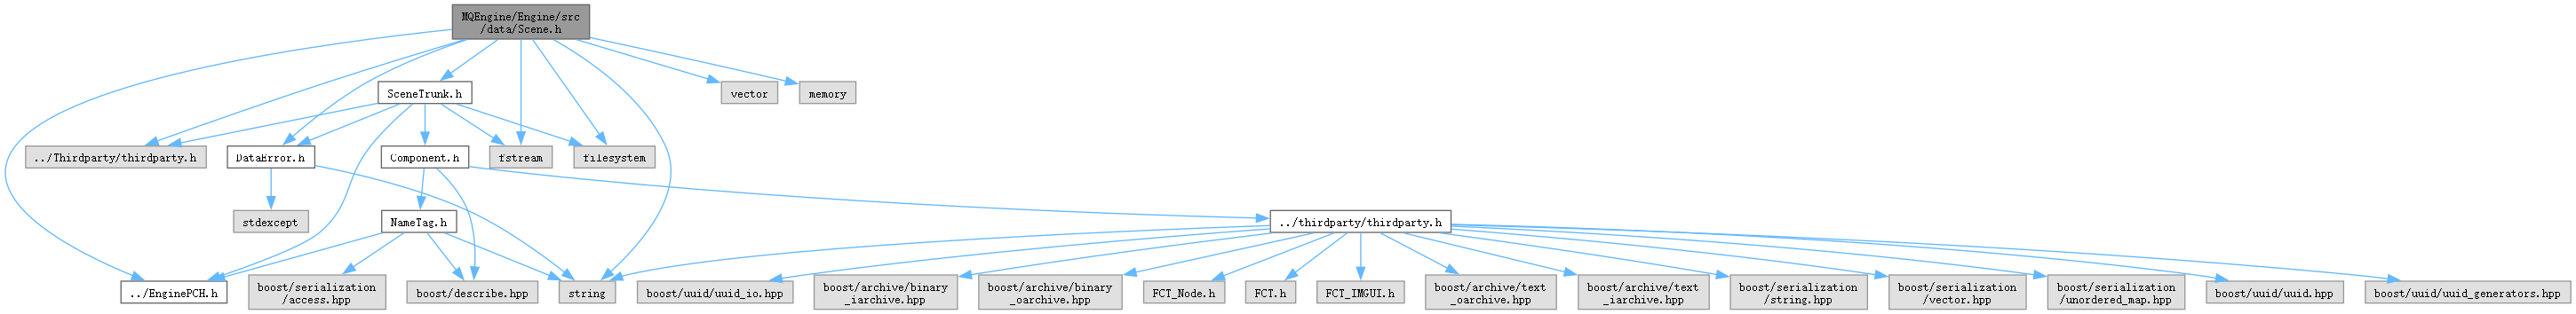 MQEngine/Engine/src
/data/Scene.h
SceneTrunk.h
vector
memory
../Thirdparty/thirdparty.h
DataError.h
Component.h
fstream
filesystem
stdexcept
NameTag.h
../thirdparty/thirdparty.h
../EnginePCH.h
boost/serialization
/access.hpp
boost/describe.hpp
string
boost/uuid/uuid_io.hpp
boost/archive/binary
_iarchive.hpp
boost/archive/binary
_oarchive.hpp
FCT_Node.h
FCT.h
FCT_IMGUI.h
boost/archive/text
_oarchive.hpp
boost/archive/text
_iarchive.hpp
boost/serialization
/string.hpp
boost/serialization
/vector.hpp
boost/serialization
/unordered_map.hpp
boost/uuid/uuid.hpp
boost/uuid/uuid_generators.hpp